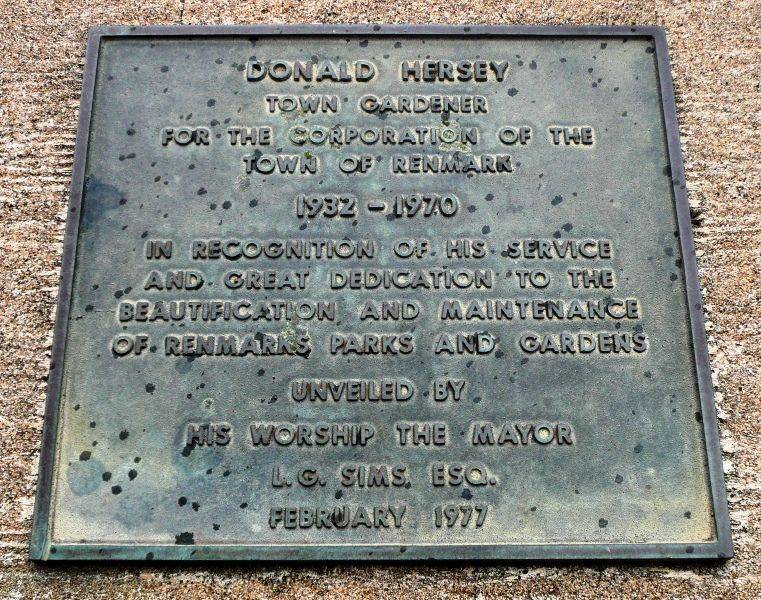 DONALD HERSEY
TOWN GARDENER
FOR THE CORPORATION OF THE
TOWN OF RENMARK
1932 - 1970
IN RECOGNITION OF HIS SERVICE
AND GREAT DEDICATION TO THE
BEAUTIFICATION AND MAINTENANCE
OF RENMARKS PARKS AND GARDENS
UNVEILED BY
HIS WORSHIP THE MAYOR
L.G. SIMS, ESQ.
FEBRUARY 1977